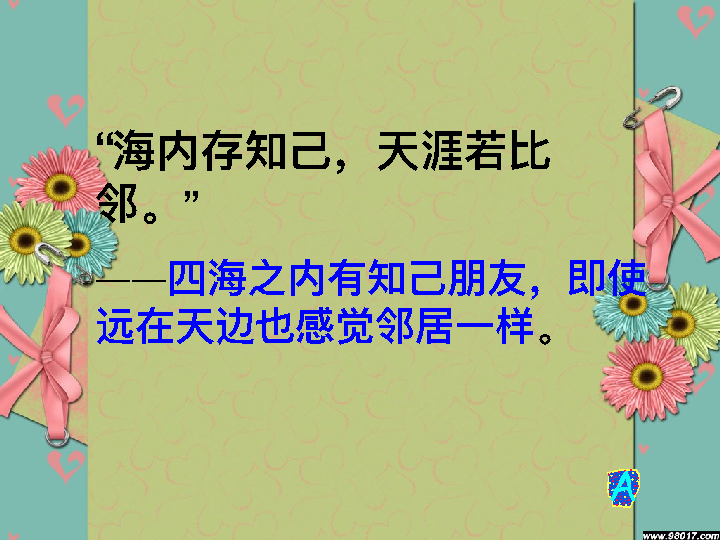 “海内存知己，天涯若比
邻。”
——四海之内有知己朋友，即使
远在天边也感觉邻居一样。
A
www.98017.com